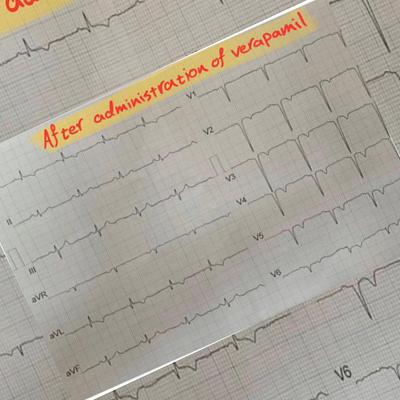 After administration of verapamil
V1
II
V2
III
V3
aVR
V4
aVL
V5
aVF
V6
V6